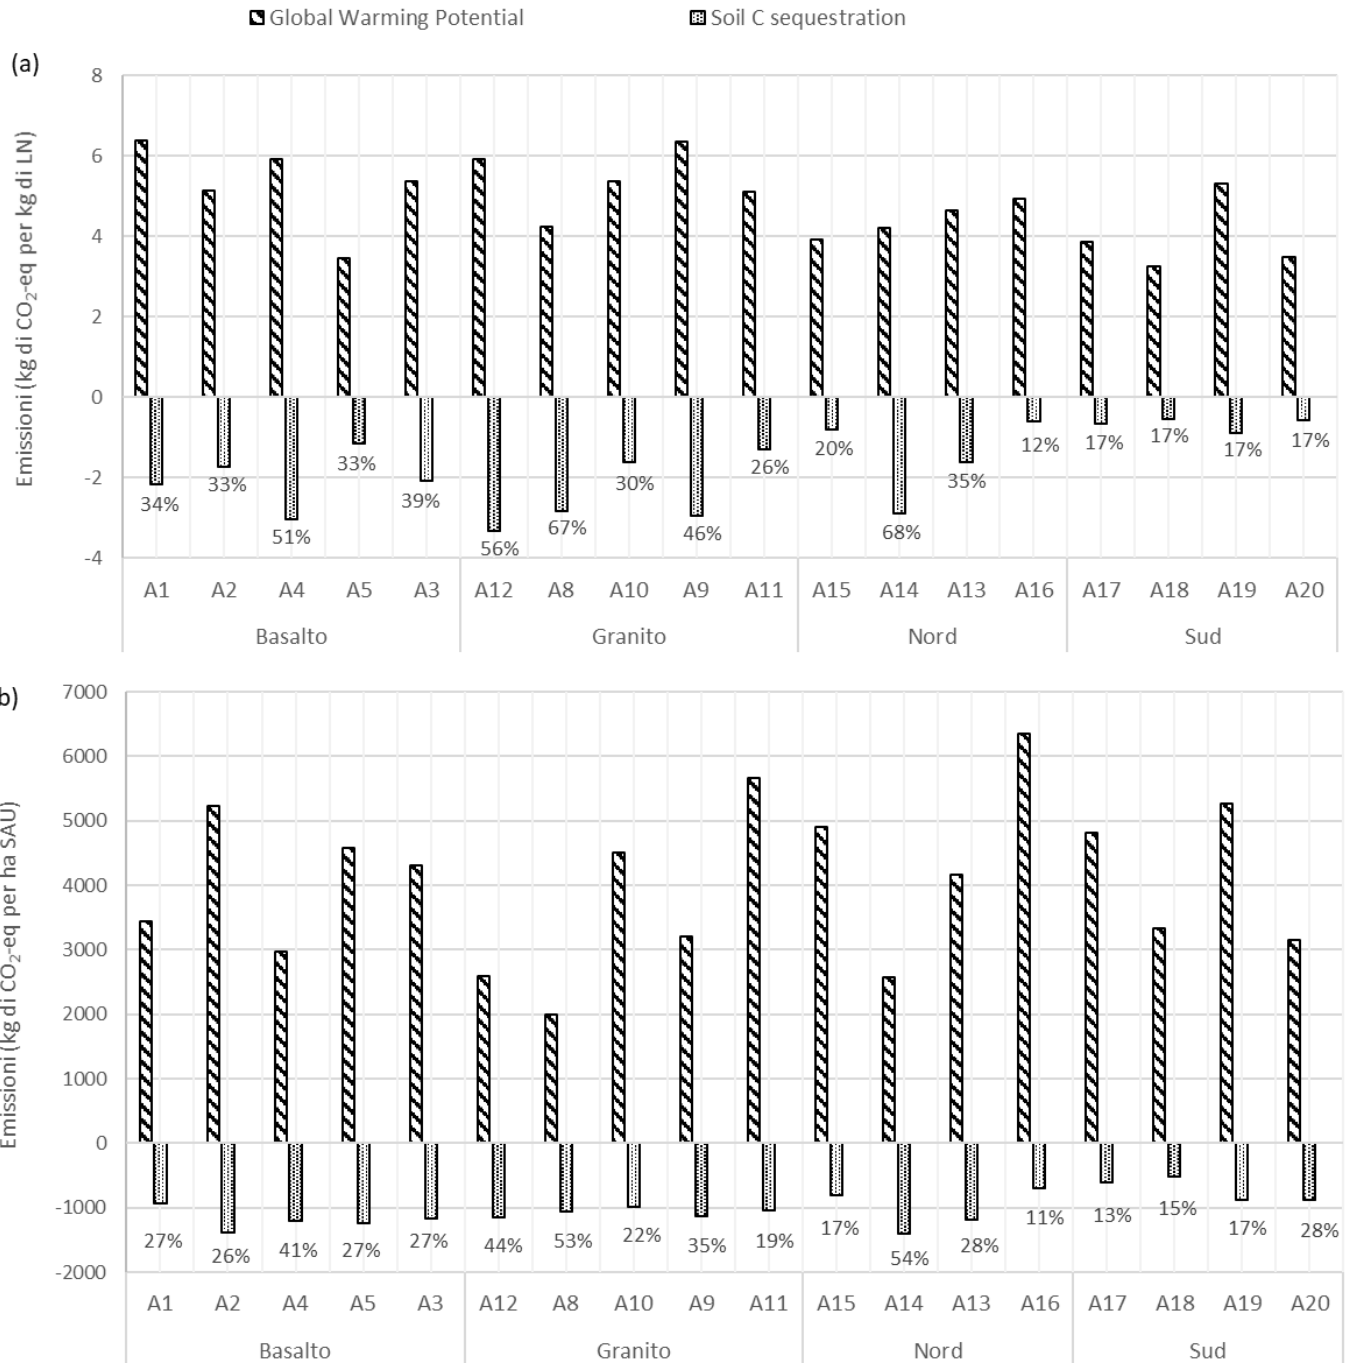 Global Warming Potential Soil C sequestration
(a)
Emissioni (kg di CO₂-eq per kg di LN)
8
6
4
2
0
-2
-4
34% 33% 51% 33% 39% 56% 67% 30% 46% 26% 20% 68% 35% 12% 17% 17% 17% 17%
A1 A2 A4 A5 A3 A12 A8 A10 A9 A11 A15 A14 A13 A16 A17 A18 A19 A20
Basalto Granito Nord Sud
b)
Emissioni (kg di CO₂-eq per ha SAU)
7000
6000
5000
4000
3000
2000
1000
0
-1000
-2000
27% 26% 41% 27% 27% 44% 53% 22% 35% 19% 17% 54% 28% 11% 13% 15% 17% 28%
A1 A2 A4 A5 A3 A12 A8 A10 A9 A11 A15 A14 A13 A16 A17 A18 A19 A20
Basalto Granito Nord Sud